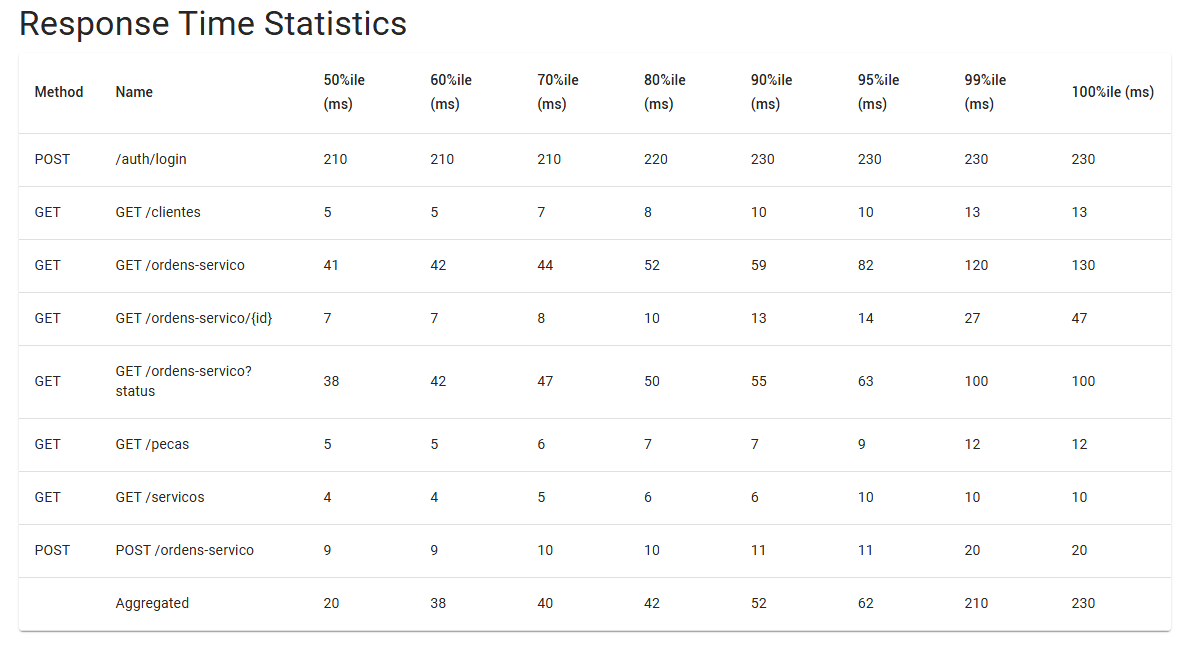 Response Time Statistics
Method Name 50%ile (ms) 60%ile (ms) 70%ile (ms) 80%ile (ms) 90%ile (ms) 95%ile (ms) 99%ile (ms) 100%ile (ms)
POST /auth/login 210 210 210 220 230 230 230 230
GET GET /clientes 5 5 7 8 10 10 13 13
GET GET /ordens-servico 41 42 44 52 59 82 120 130
GET GET /ordens-servico/{id} 7 7 8 10 13 14 27 47
GET GET /ordens-servico?status 38 42 47 50 55 63 100 100
GET GET /pecas 5 5 6 7 7 9 12 12
GET GET /servicos 4 4 5 6 6 10 10 10
POST POST /ordens-servico 9 9 10 10 11 11 20 20
Aggregated 20 38 40 42 52 62 210 230